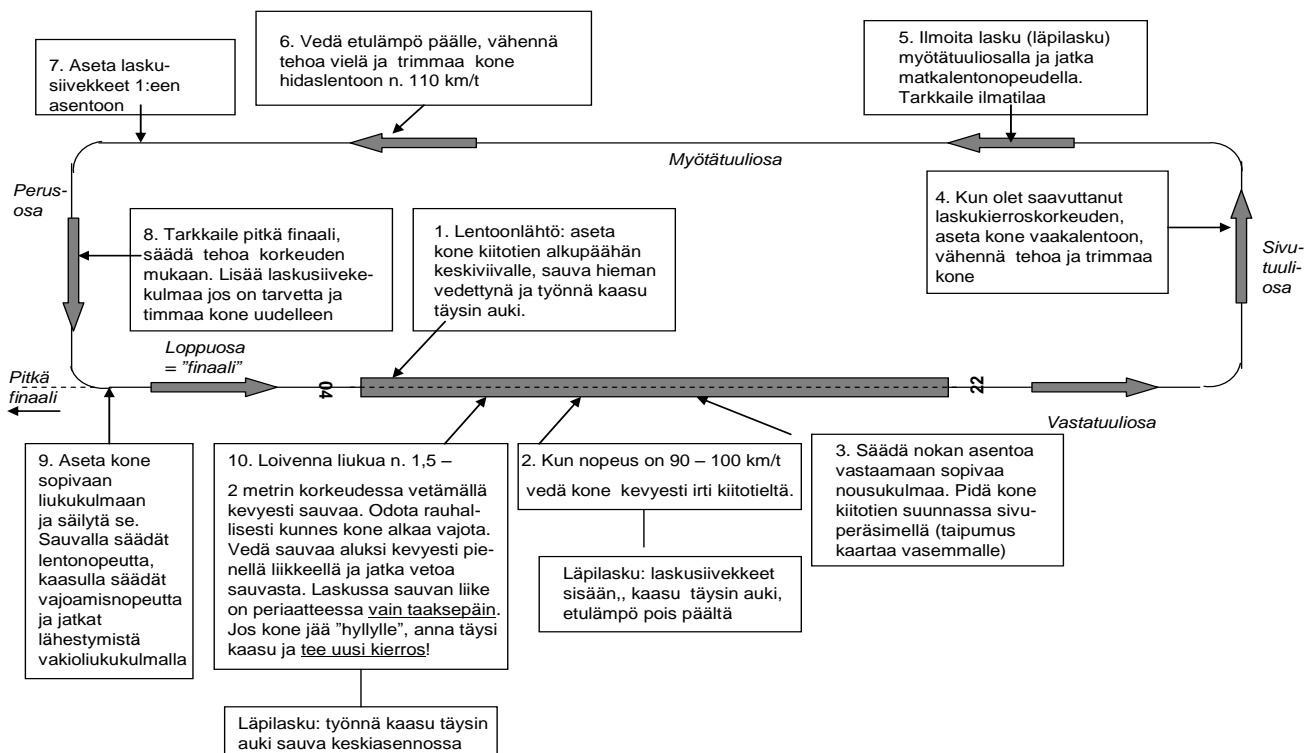 6. Vedä etulämpö päälle, vähennä
tehoa vielä ja trimmaa kone
hidaslentoon n. 110 km/t
5. Ilmoita lasku (läpilasku)
myötätuuliosalla ja jatka
matkalentonopeudella.
Tarkkaile ilmatilaa
7. Aseta lasku-
siivekkeet 1:een
asentoon
Myötätuuliosa
Perus-
osa
4. Kun olet saavuttanut
laskukierroskorkeuden,
aseta kone vaakalentoon,
vähennä tehoa ja trimmaa
kone
Sivu-
tuuli-
osa
8. Tarkkaile pitkä finaali,
säädä tehoa korkeuden
mukaan. Lisää laskusiiveke-
kulmaa jos on tarvetta ja
timmaa kone uudelleen
1. Lentoonlähtö: aseta
kone kiitotien alkupäähän
keskiviivalle, sauva hieman
vedettynä ja työnnä kaasu
täysin auki.
Loppuosa
= "finaali"
Pitkä
finaali
04
22
Vastatuuliosa
9. Aseta kone
sopivaan
liukukulmaan
ja säilytä se.
Sauvalla säädät
lentonopeutta,
kaasulla säädät
vajoamisnopeutta
ja jatkat
lähestymistä
vakioliukukulmalla
10. Loivenna liukua n. 1,5 –
2 metrin korkeudessa vetämällä
kevyesti sauvaa. Odota rauhal-
lisesti kunnes kone alkaa vajota.
Vedä sauvaa aluksi kevyesti pie-
nellä liikkeellä ja jatka vetoa
sauvasta. Laskussa sauvan liike
on periaatteessa vain taaksepäin.
Jos kone jää "hyllylle", anna täysi
kaasu ja tee uusi kierros!
2. Kun nopeus on 90 – 100 km/t
vedä kone kevyesti irti kiitotieltä.
3. Säädä nokan asentoa
vastaamaan sopivaa
nousukulmaa. Pidä kone
kiitotien suunnassa sivu-
peräsimellä (taipumus
kaartaa vasemmalle)
Läpilasku: laskusiivekkeet
sisään,, kaasu täysin auki,
etulämpö pois päältä
Läpilasku: työnnä kaasu täysin
auki sauva keskiasennossa